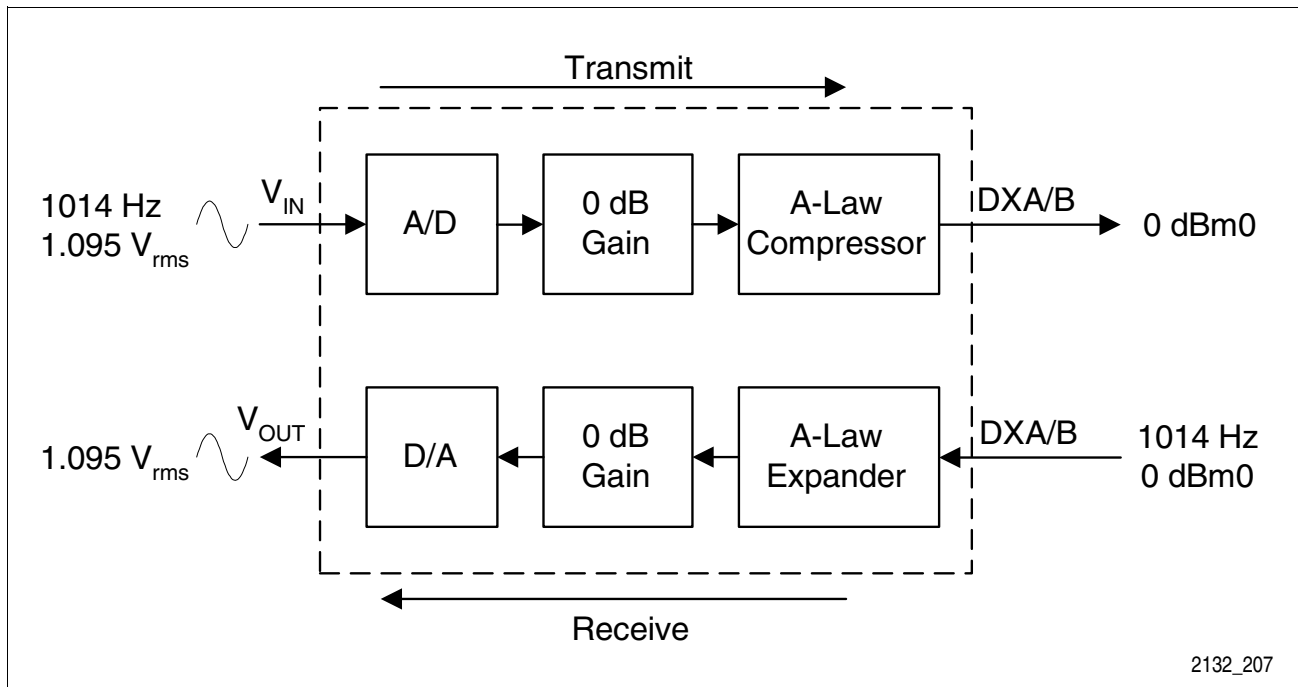 Transmit
1014 Hz
1.095 Vrms
VIN
A/D
0 dB
Gain
A-Law
Compressor
DXA/B
0 dBm0
1.095 Vrms
VOUT
D/A
0 dB
Gain
A-Law
Expander
DXA/B
1014 Hz
0 dBm0
Receive
2132_207